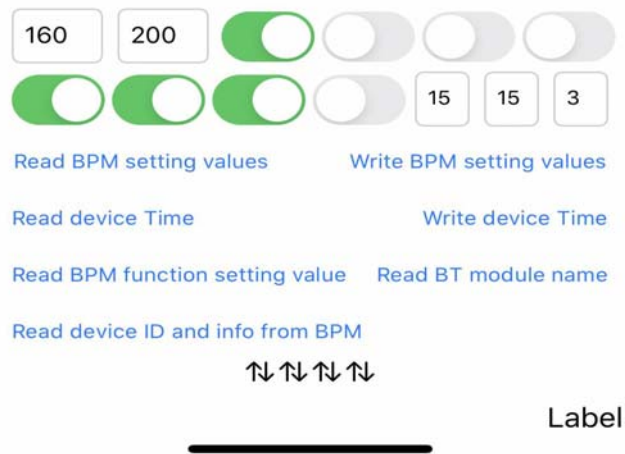 160 200
15 15 3
Read BPM setting values Write BPM setting values
Read device Time Write device Time
Read BPM function setting value Read BT module name
Read device ID and info from BPM
⇅⇅⇅⇅
Label